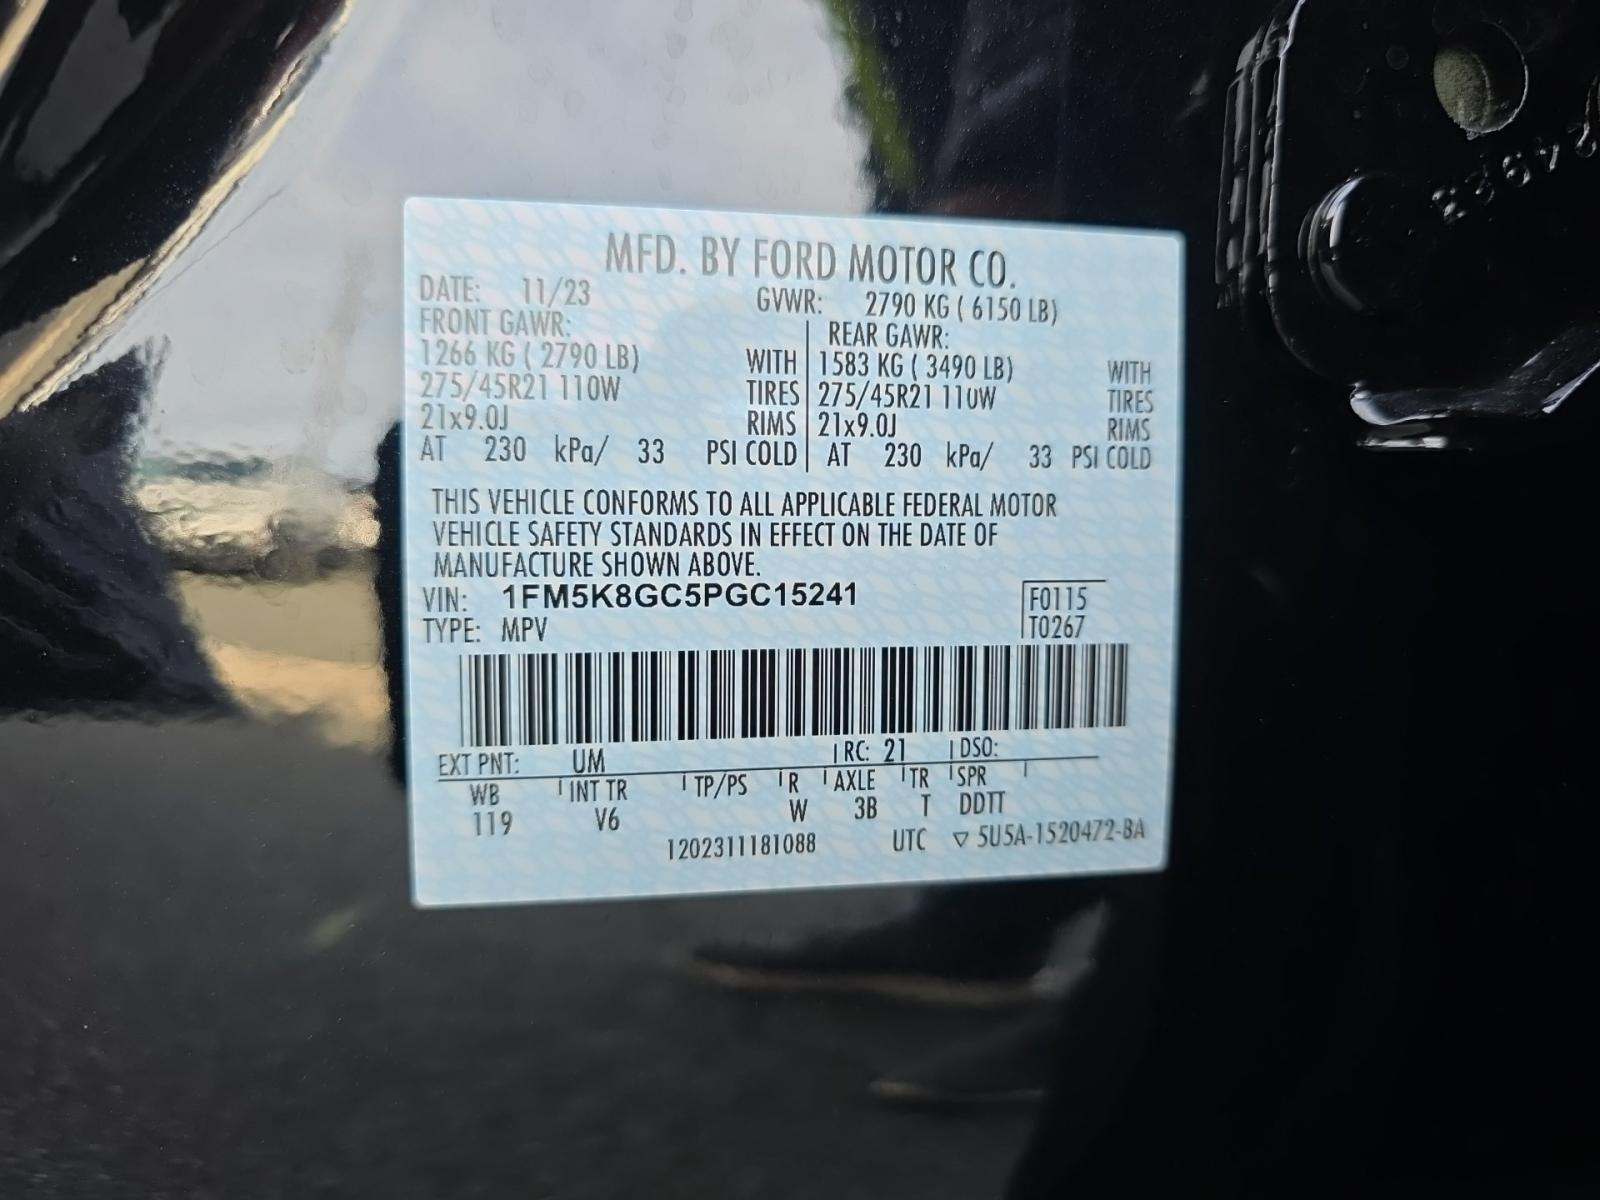 MFD. BY FORD MOTOR CO.
DATE: 11/23 GVWR: 2790 KG ( 6150 LB)
FRONT GAWR: REAR GAWR:
1266 KG ( 2790 LB) WITH 1583 KG ( 3490 LB) WITH
275/45R21 110W TIRES 275/45R21 110W TIRES
21x9.0J RIMS 21x9.0J RIMS
AT 230 kPa/ 33 PSI COLD AT 230 kPa/ 33 PSI COLD
THIS VEHICLE CONFORMS TO ALL APPLICABLE FEDERAL MOTOR
VEHICLE SAFETY STANDARDS IN EFFECT ON THE DATE OF
MANUFACTURE SHOWN ABOVE.
VIN: 1FM5K8GC5PGC15241 F0115
TYPE: MPV T0267
EXT PNT: UM RC: 21 DSO:
WB INT TR TP/PS R AXLE TR SPR
119 V6 W 3B T DDTT
1202311181088 UTC ▽ 5U5A-1520472-BA